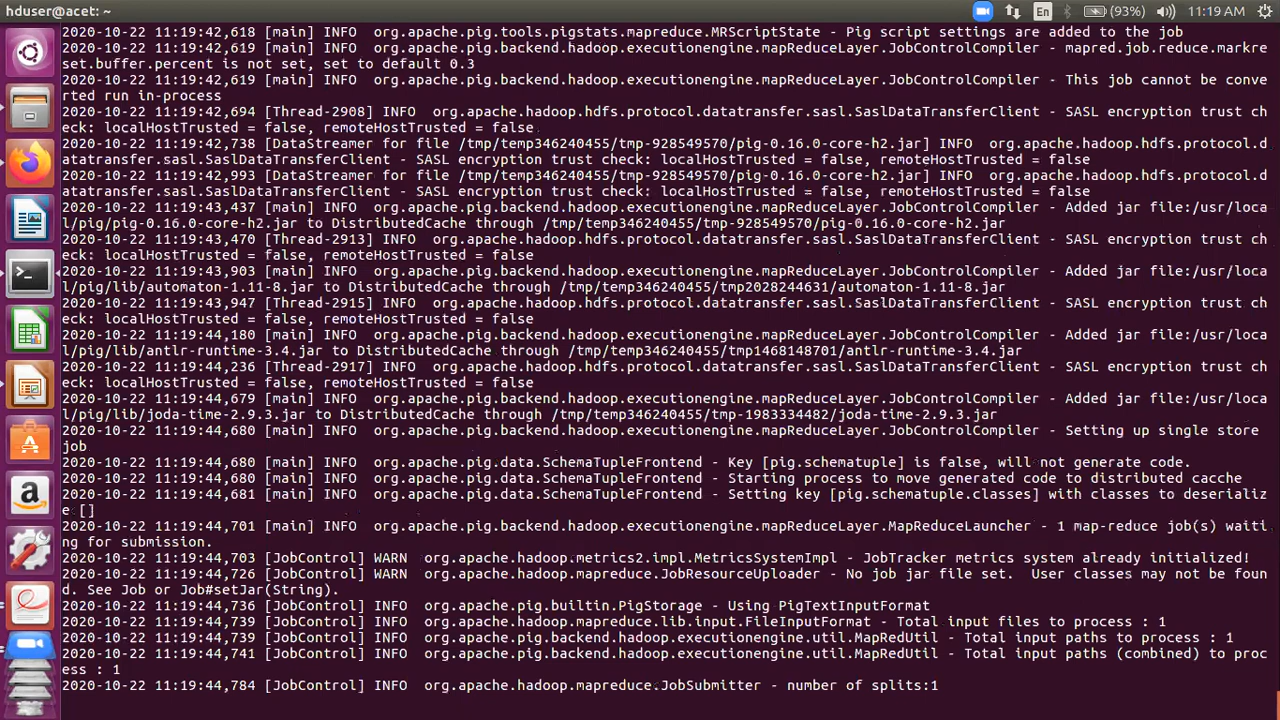 hduser@acet: ~
En
(93%)
11:19 AM
2020-10-22 11:19:42,618 [main] INFO  org.apache.pig.tools.pigstats.mapreduce.MRScriptState - Pig script settings are added to the job
2020-10-22 11:19:42,619 [main] INFO  org.apache.pig.backend.hadoop.executionengine.mapReduceLayer.JobControlCompiler - mapred.job.reduce.markre
set.buffer.percent is not set, set to default 0.3
2020-10-22 11:19:42,619 [main] INFO  org.apache.pig.backend.hadoop.executionengine.mapReduceLayer.JobControlCompiler - This job cannot be conve
rted run in-process
2020-10-22 11:19:42,694 [Thread-2908] INFO  org.apache.hadoop.hdfs.protocol.datatransfer.sasl.SaslDataTransferClient - SASL encryption trust ch
eck: localHostTrusted = false, remoteHostTrusted = false
2020-10-22 11:19:42,738 [DataStreamer for file /tmp/temp346240455/tmp-928549570/pig-0.16.0-core-h2.jar] INFO  org.apache.hadoop.hdfs.protocol.d
atatransfer.sasl.SaslDataTransferClient - SASL encryption trust check: localHostTrusted = false, remoteHostTrusted = false
2020-10-22 11:19:42,993 [DataStreamer for file /tmp/temp346240455/tmp-928549570/pig-0.16.0-core-h2.jar] INFO  org.apache.hadoop.hdfs.protocol.d
atatransfer.sasl.SaslDataTransferClient - SASL encryption trust check: localHostTrusted = false, remoteHostTrusted = false
2020-10-22 11:19:43,437 [main] INFO  org.apache.pig.backend.hadoop.executionengine.mapReduceLayer.JobControlCompiler - Added jar file:/usr/loca
l/pig/pig-0.16.0-core-h2.jar to DistributedCache through /tmp/temp346240455/tmp-928549570/pig-0.16.0-core-h2.jar
2020-10-22 11:19:43,470 [Thread-2913] INFO  org.apache.hadoop.hdfs.protocol.datatransfer.sasl.SaslDataTransferClient - SASL encryption trust ch
eck: localHostTrusted = false, remoteHostTrusted = false
2020-10-22 11:19:43,903 [main] INFO  org.apache.pig.backend.hadoop.executionengine.mapReduceLayer.JobControlCompiler - Added jar file:/usr/loca
l/pig/lib/automaton-1.11-8.jar to DistributedCache through /tmp/temp346240455/tmp2028244631/automaton-1.11-8.jar
2020-10-22 11:19:43,947 [Thread-2915] INFO  org.apache.hadoop.hdfs.protocol.datatransfer.sasl.SaslDataTransferClient - SASL encryption trust ch
eck: localHostTrusted = false, remoteHostTrusted = false
2020-10-22 11:19:44,180 [main] INFO  org.apache.pig.backend.hadoop.executionengine.mapReduceLayer.JobControlCompiler - Added jar file:/usr/loca
l/pig/lib/antlr-runtime-3.4.jar to DistributedCache through /tmp/temp346240455/tmp1468148701/antlr-runtime-3.4.jar
2020-10-22 11:19:44,236 [Thread-2917] INFO  org.apache.hadoop.hdfs.protocol.datatransfer.sasl.SaslDataTransferClient - SASL encryption trust ch
eck: localHostTrusted = false, remoteHostTrusted = false
2020-10-22 11:19:44,679 [main] INFO  org.apache.pig.backend.hadoop.executionengine.mapReduceLayer.JobControlCompiler - Added jar file:/usr/loca
l/pig/lib/joda-time-2.9.3.jar to DistributedCache through /tmp/temp346240455/tmp-1983334482/joda-time-2.9.3.jar
2020-10-22 11:19:44,680 [main] INFO  org.apache.pig.backend.hadoop.executionengine.mapReduceLayer.JobControlCompiler - Setting up single store
job
2020-10-22 11:19:44,680 [main] INFO  org.apache.pig.data.SchemaTupleFrontend - Key [pig.schematuple] is false, will not generate code.
2020-10-22 11:19:44,680 [main] INFO  org.apache.pig.data.SchemaTupleFrontend - Starting process to move generated code to distributed cacche
2020-10-22 11:19:44,681 [main] INFO  org.apache.pig.data.SchemaTupleFrontend - Setting key [pig.schematuple.classes] with classes to deserializ
e []
2020-10-22 11:19:44,701 [main] INFO  org.apache.pig.backend.hadoop.executionengine.mapReduceLayer.MapReduceLauncher - 1 map-reduce job(s) waiti
ng for submission.
2020-10-22 11:19:44,703 [JobControl] WARN  org.apache.hadoop.metrics2.impl.MetricsSystemImpl - JobTracker metrics system already initialized!
2020-10-22 11:19:44,726 [JobControl] WARN  org.apache.hadoop.mapreduce.JobResourceUploader - No job jar file set.  User classes may not be foun
d. See Job or Job#setJar(String).
2020-10-22 11:19:44,736 [JobControl] INFO  org.apache.pig.builtin.PigStorage - Using PigTextInputFormat
2020-10-22 11:19:44,739 [JobControl] INFO  org.apache.hadoop.mapreduce.lib.input.FileInputFormat - Total input files to process : 1
2020-10-22 11:19:44,739 [JobControl] INFO  org.apache.pig.backend.hadoop.executionengine.util.MapRedUtil - Total input paths to process : 1
2020-10-22 11:19:44,741 [JobControl] INFO  org.apache.pig.backend.hadoop.executionengine.util.MapRedUtil - Total input paths (combined) to proc
ess : 1
2020-10-22 11:19:44,784 [JobControl] INFO  org.apache.hadoop.mapreduce.JobSubmitter - number of splits:1